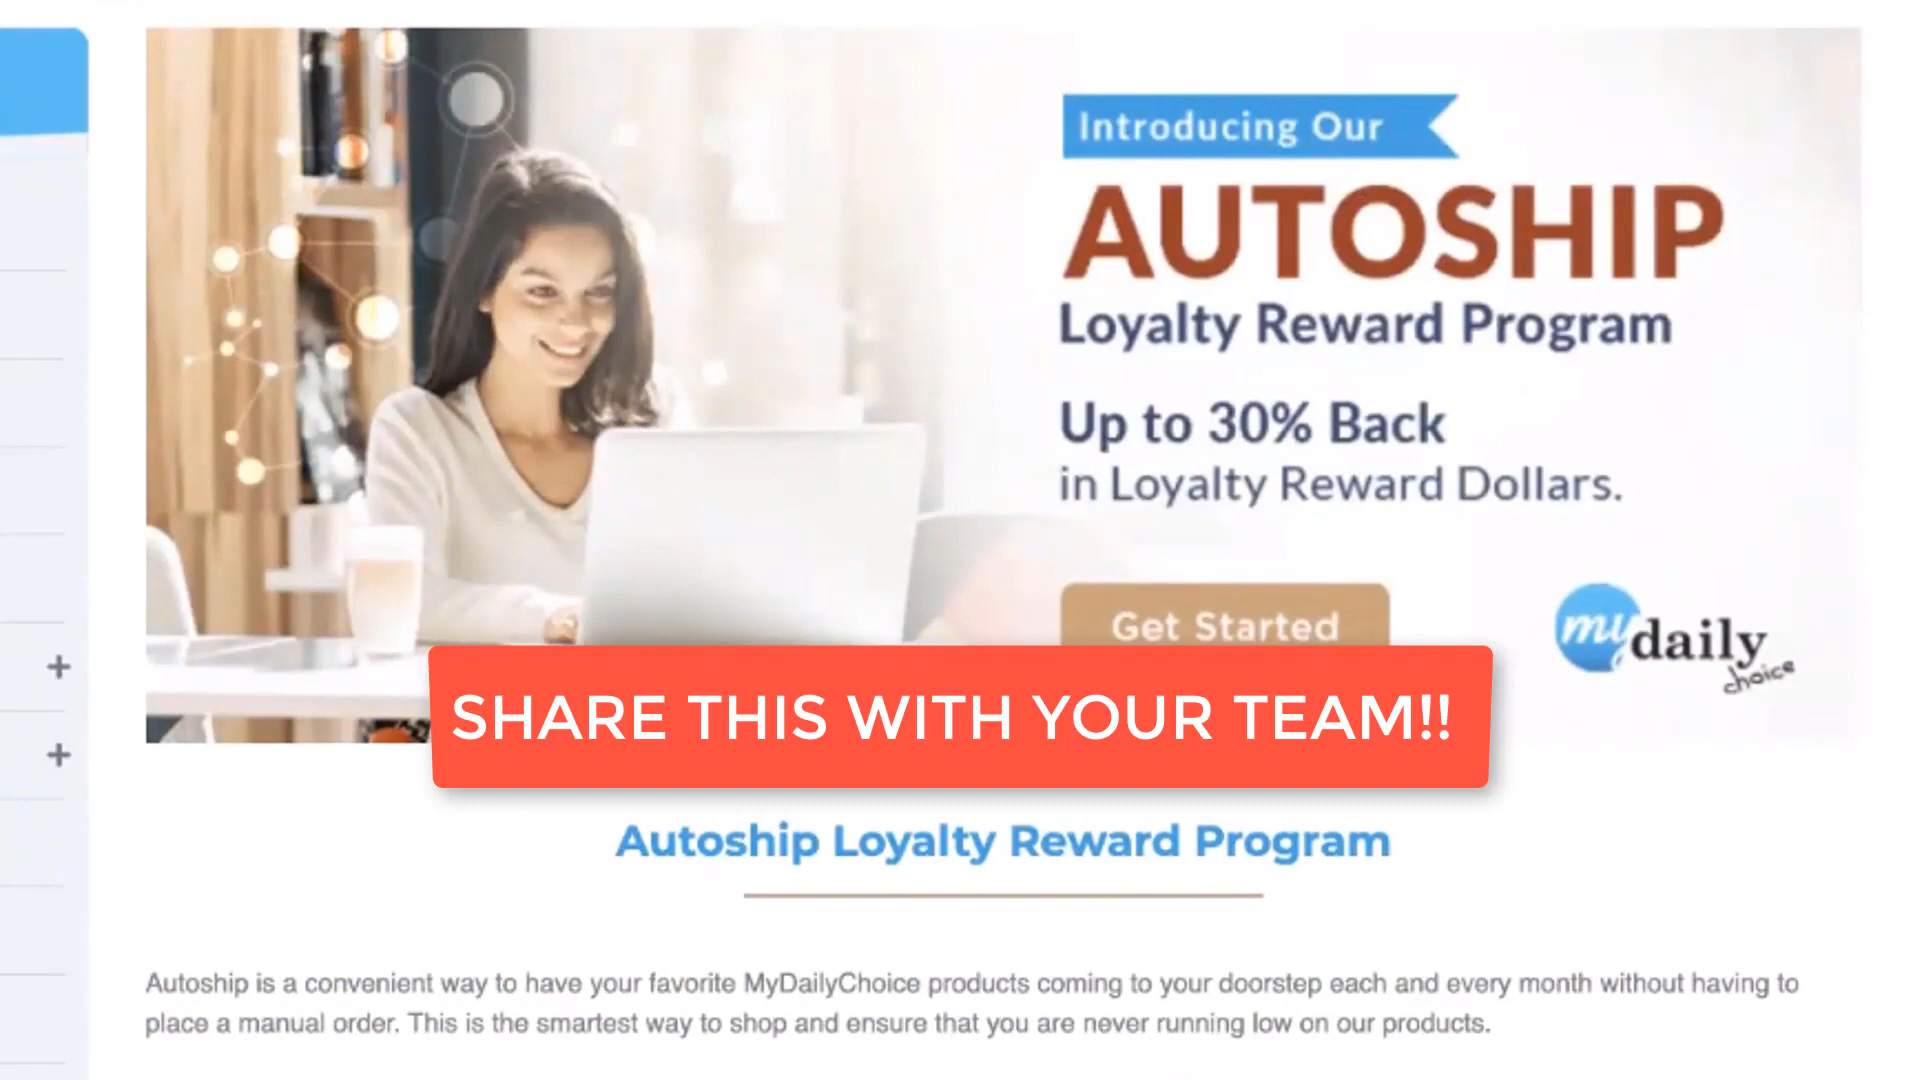 Introducing Our
AUTOSHIP
Loyalty Reward Program
Up to 30% Back
in Loyalty Reward Dollars.
Get Started
my daily
choice
SHARE THIS WITH YOUR TEAM!!
Autoship Loyalty Reward Program
Autoship is a convenient way to have your favorite MyDailyChoice products coming to your doorstep each and every month without having to
place a manual order. This is the smartest way to shop and ensure that you are never running low on our products.